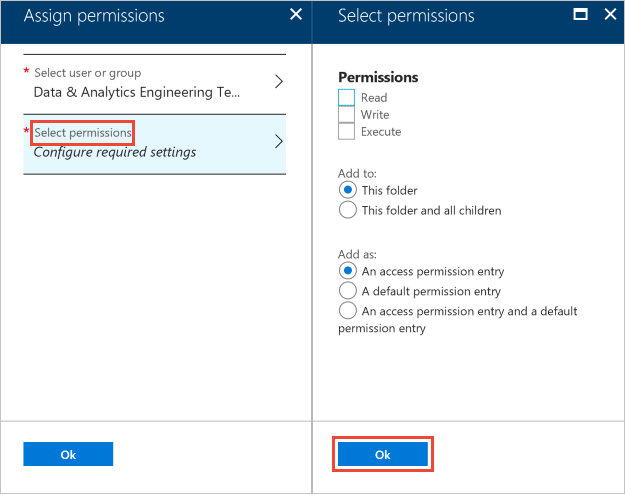 Assign permissions
* Select user or group
Data & Analytics Engineering Te...
* Select permissions
Configure required settings
Ok
Select permissions
Permissions
Read
Write
Execute
Add to:
This folder
This folder and all children
Add as:
An access permission entry
A default permission entry
An access permission entry and a default
permission entry
Ok